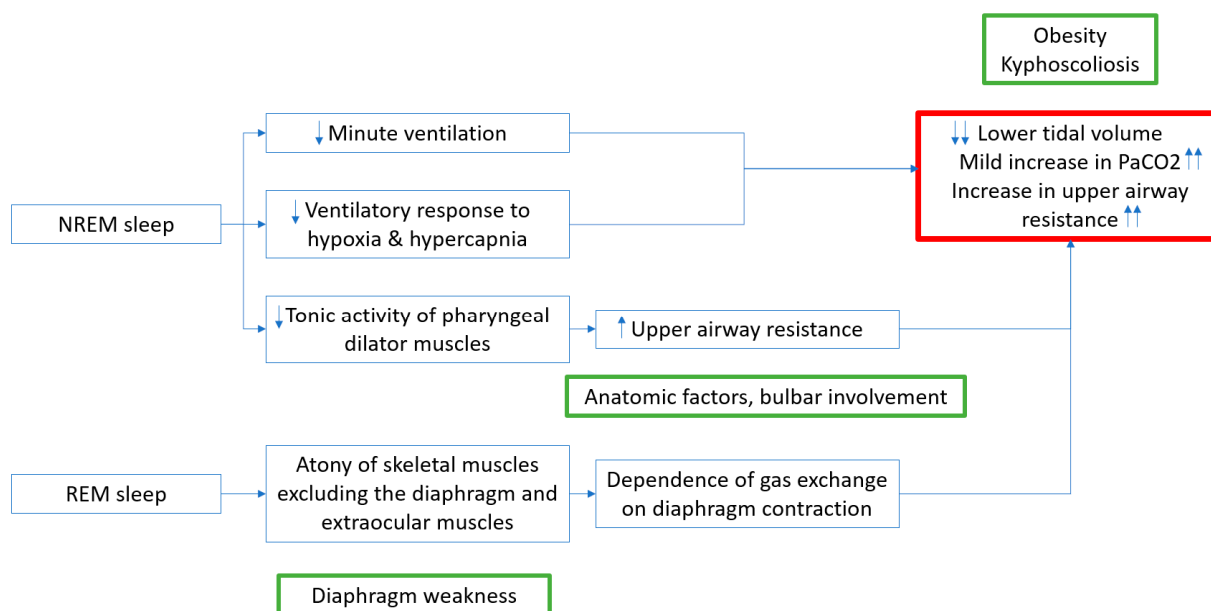 Obesity
Kyphoscoliosis
↓ Minute ventilation
↓↓ Lower tidal volume
Mild increase in PaCO2 ↑↑
Increase in upper airway
resistance ↑↑
NREM sleep
↓ Ventilatory response to
hypoxia & hypercapnia
↓ Tonic activity of pharyngeal
dilator muscles
↑ Upper airway resistance
Anatomic factors, bulbar involvement
REM sleep
Atony of skeletal muscles
excluding the diaphragm and
extraocular muscles
Dependence of gas exchange
on diaphragm contraction
Diaphragm weakness